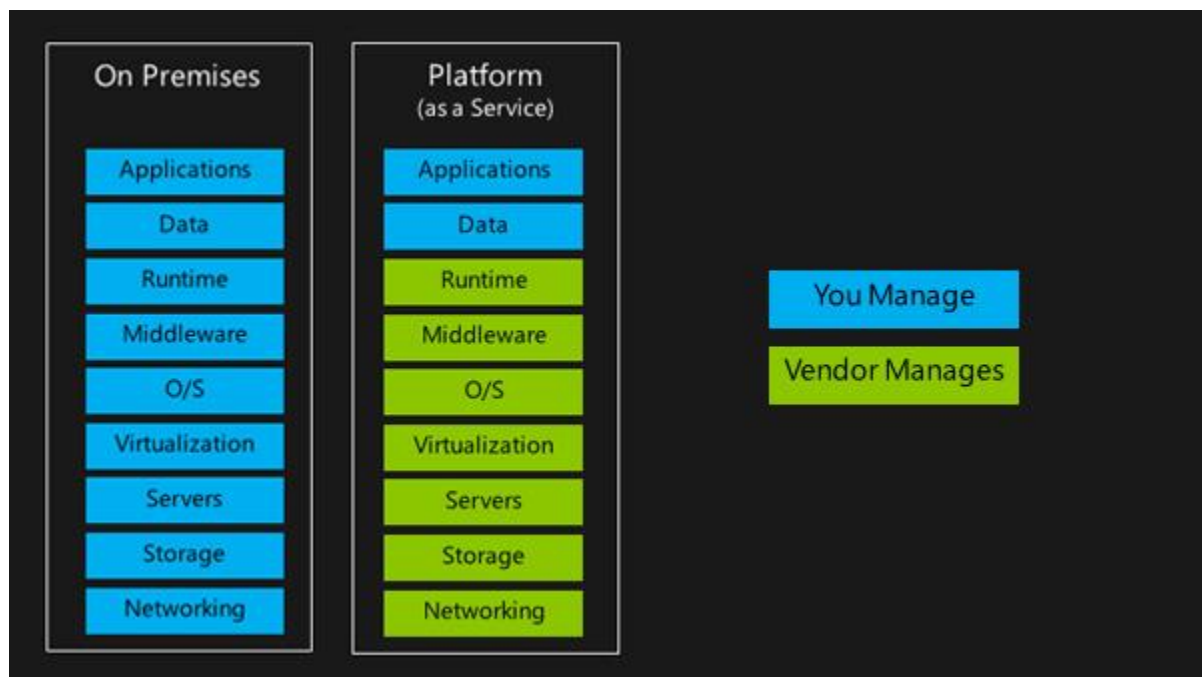 On Premises
Applications
Data
Runtime
Middleware
O/S
Virtualization
Servers
Storage
Networking
Platform
(as a Service)
Applications
Data
Runtime
Middleware
O/S
Virtualization
Servers
Storage
Networking
You Manage
Vendor Manages